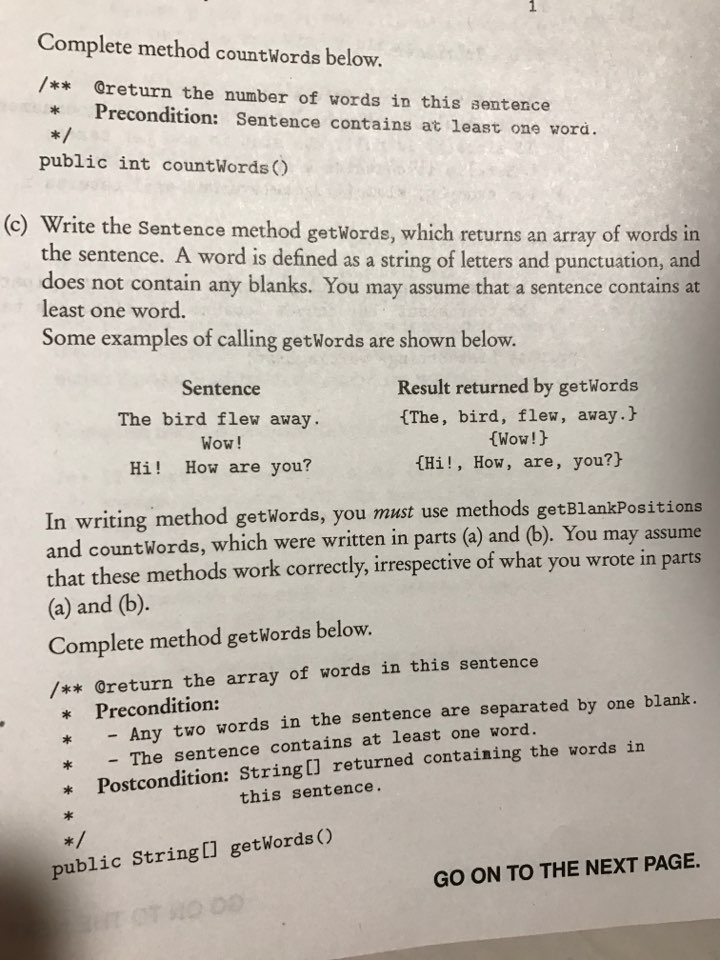 1
Complete method countWords below.
/** @return the number of words in this sentence
* Precondition: Sentence contains at least one word.
*/
public int countWords()
(c) Write the Sentence method getWords, which returns an array of words in
the sentence. A word is defined as a string of letters and punctuation, and
does not contain any blanks. You may assume that a sentence contains at
least one word.
Some examples of calling getWords are shown below.
Sentence Result returned by getWords
The bird flew away. {The, bird, flew, away.}
Wow! {Wow!}
Hi! How are you? {Hi!, How, are, you?}
In writing method getWords, you must use methods getBlankPositions
and countWords, which were written in parts (a) and (b). You may assume
that these methods work correctly, irrespective of what you wrote in parts
(a) and (b).
Complete method getWords below.
/** @return the array of words in this sentence
* Precondition:
* - Any two words in the sentence are separated by one blank.
* - The sentence contains at least one word.
* Postcondition: String[] returned containing the words in
* this sentence.
*/
public String[] getWords()
GO ON TO THE NEXT PAGE.